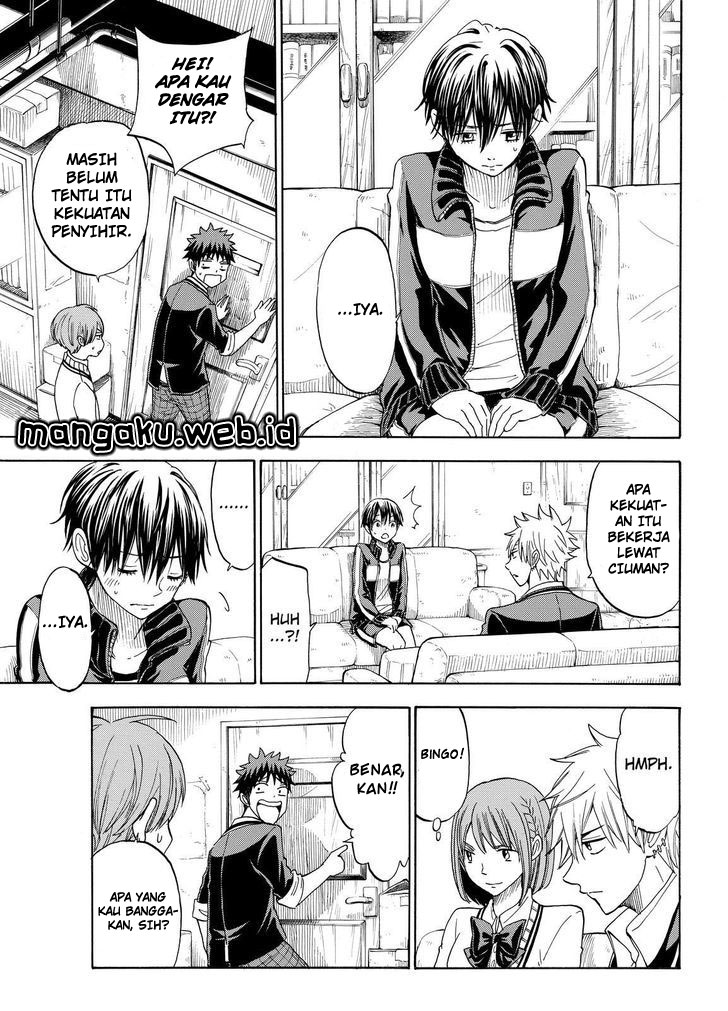 ...IYA.
HEI!
APA KAU
DENGAR
ITU?!
MASIH
BELUM
TENTU ITU
KEKUATAN
PENYIHIR.
mangaku.web.id
APA
KEKUAT-
AN ITU
BEKERJA
LEWAT
CIUMAN?
HUH
...?!
......
...IYA.
HMPH.
BINGO!
BENAR,
KAN!!
APA YANG
KAU BANGGA-
KAN, SIH?